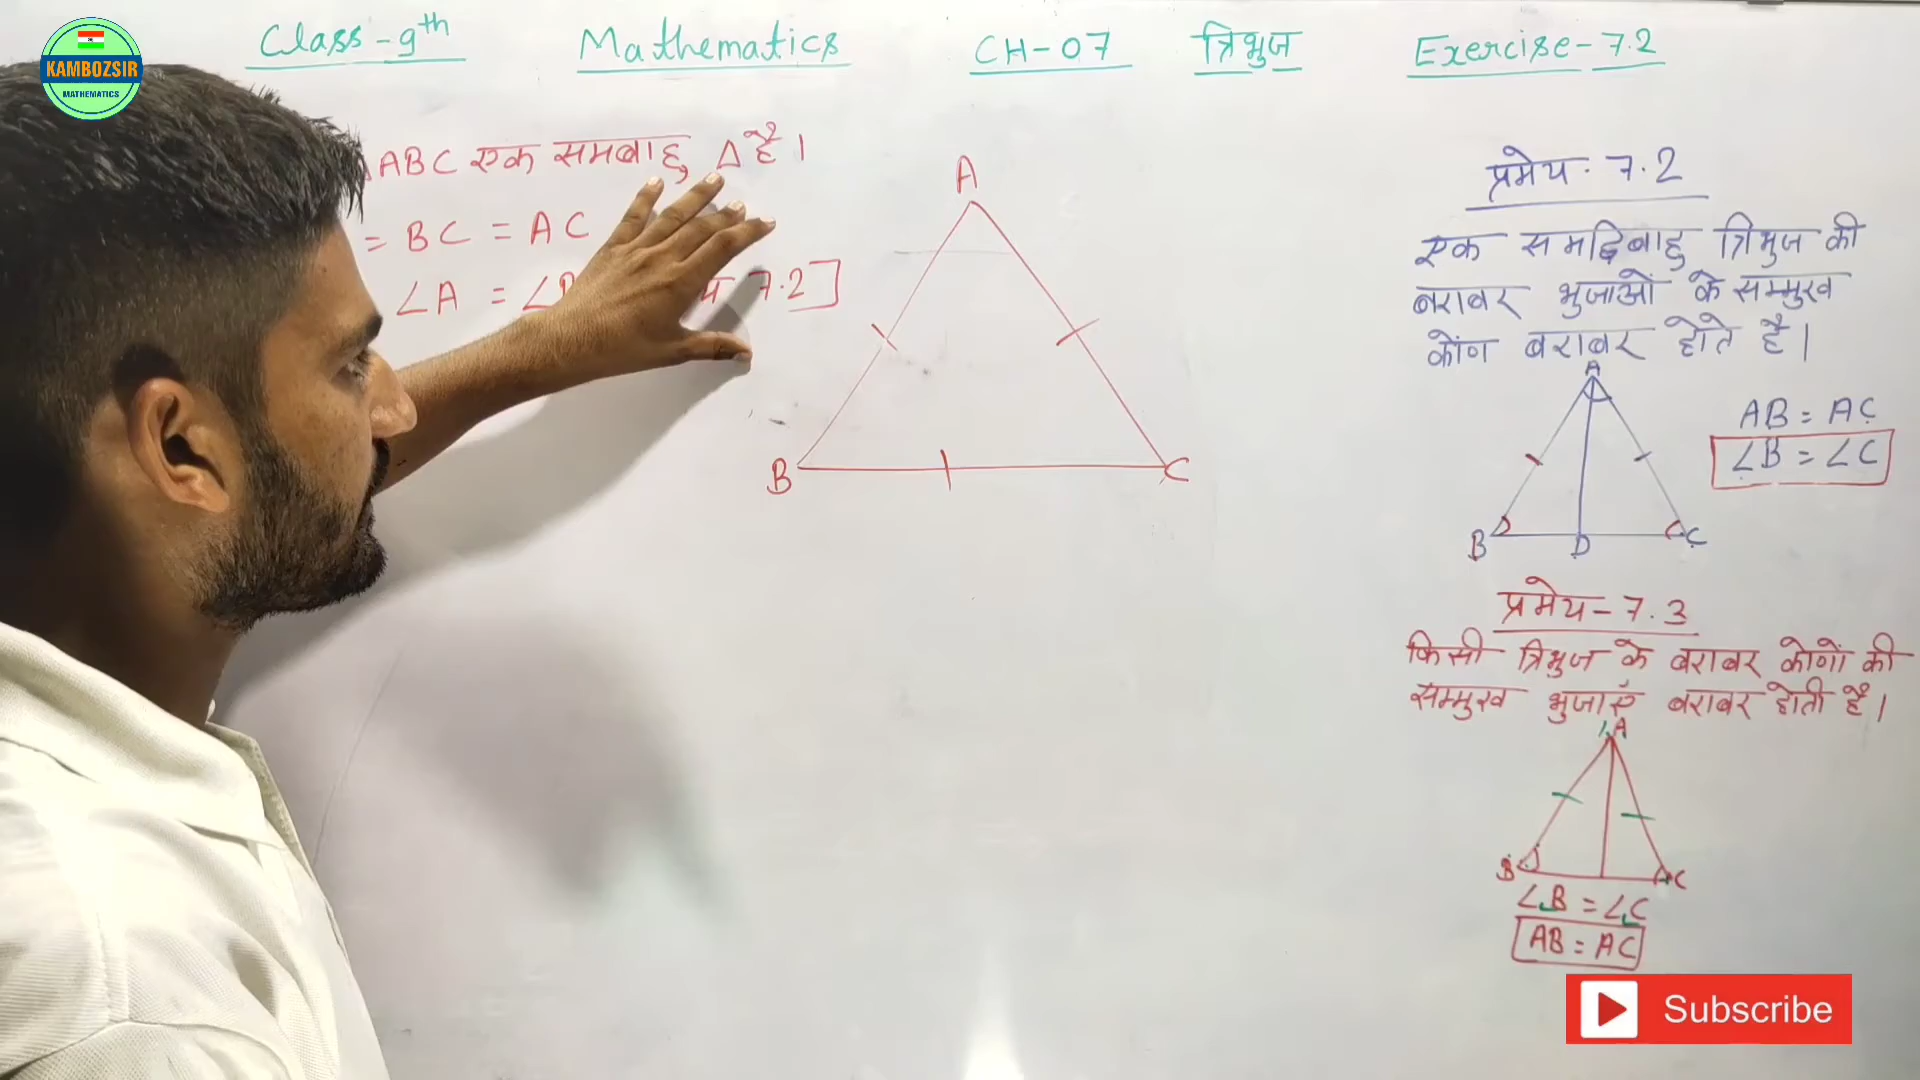 KAMBOZSIR
MATHEMATICS
Class-9th Mathematics CH-07 त्रिभुज Exercise-7.2
ABC एक समबाहु Δ है।
= BC = AC
∠A = ∠B 7.2]
A
B
C
प्रमेय. 7.2
एक समद्विबाहु त्रिभुज की
बराबर भुजाओं के सम्मुख
कोंण बराबर होते है।
A
AB = AC
∠B = ∠C
B D C
प्रमेय-7.3
किसी त्रिभुज के बराबर कोणों की
सम्मुख भुजाएं बराबर होती है।
A
B C
∠B = ∠C
AB = AC
Subscribe